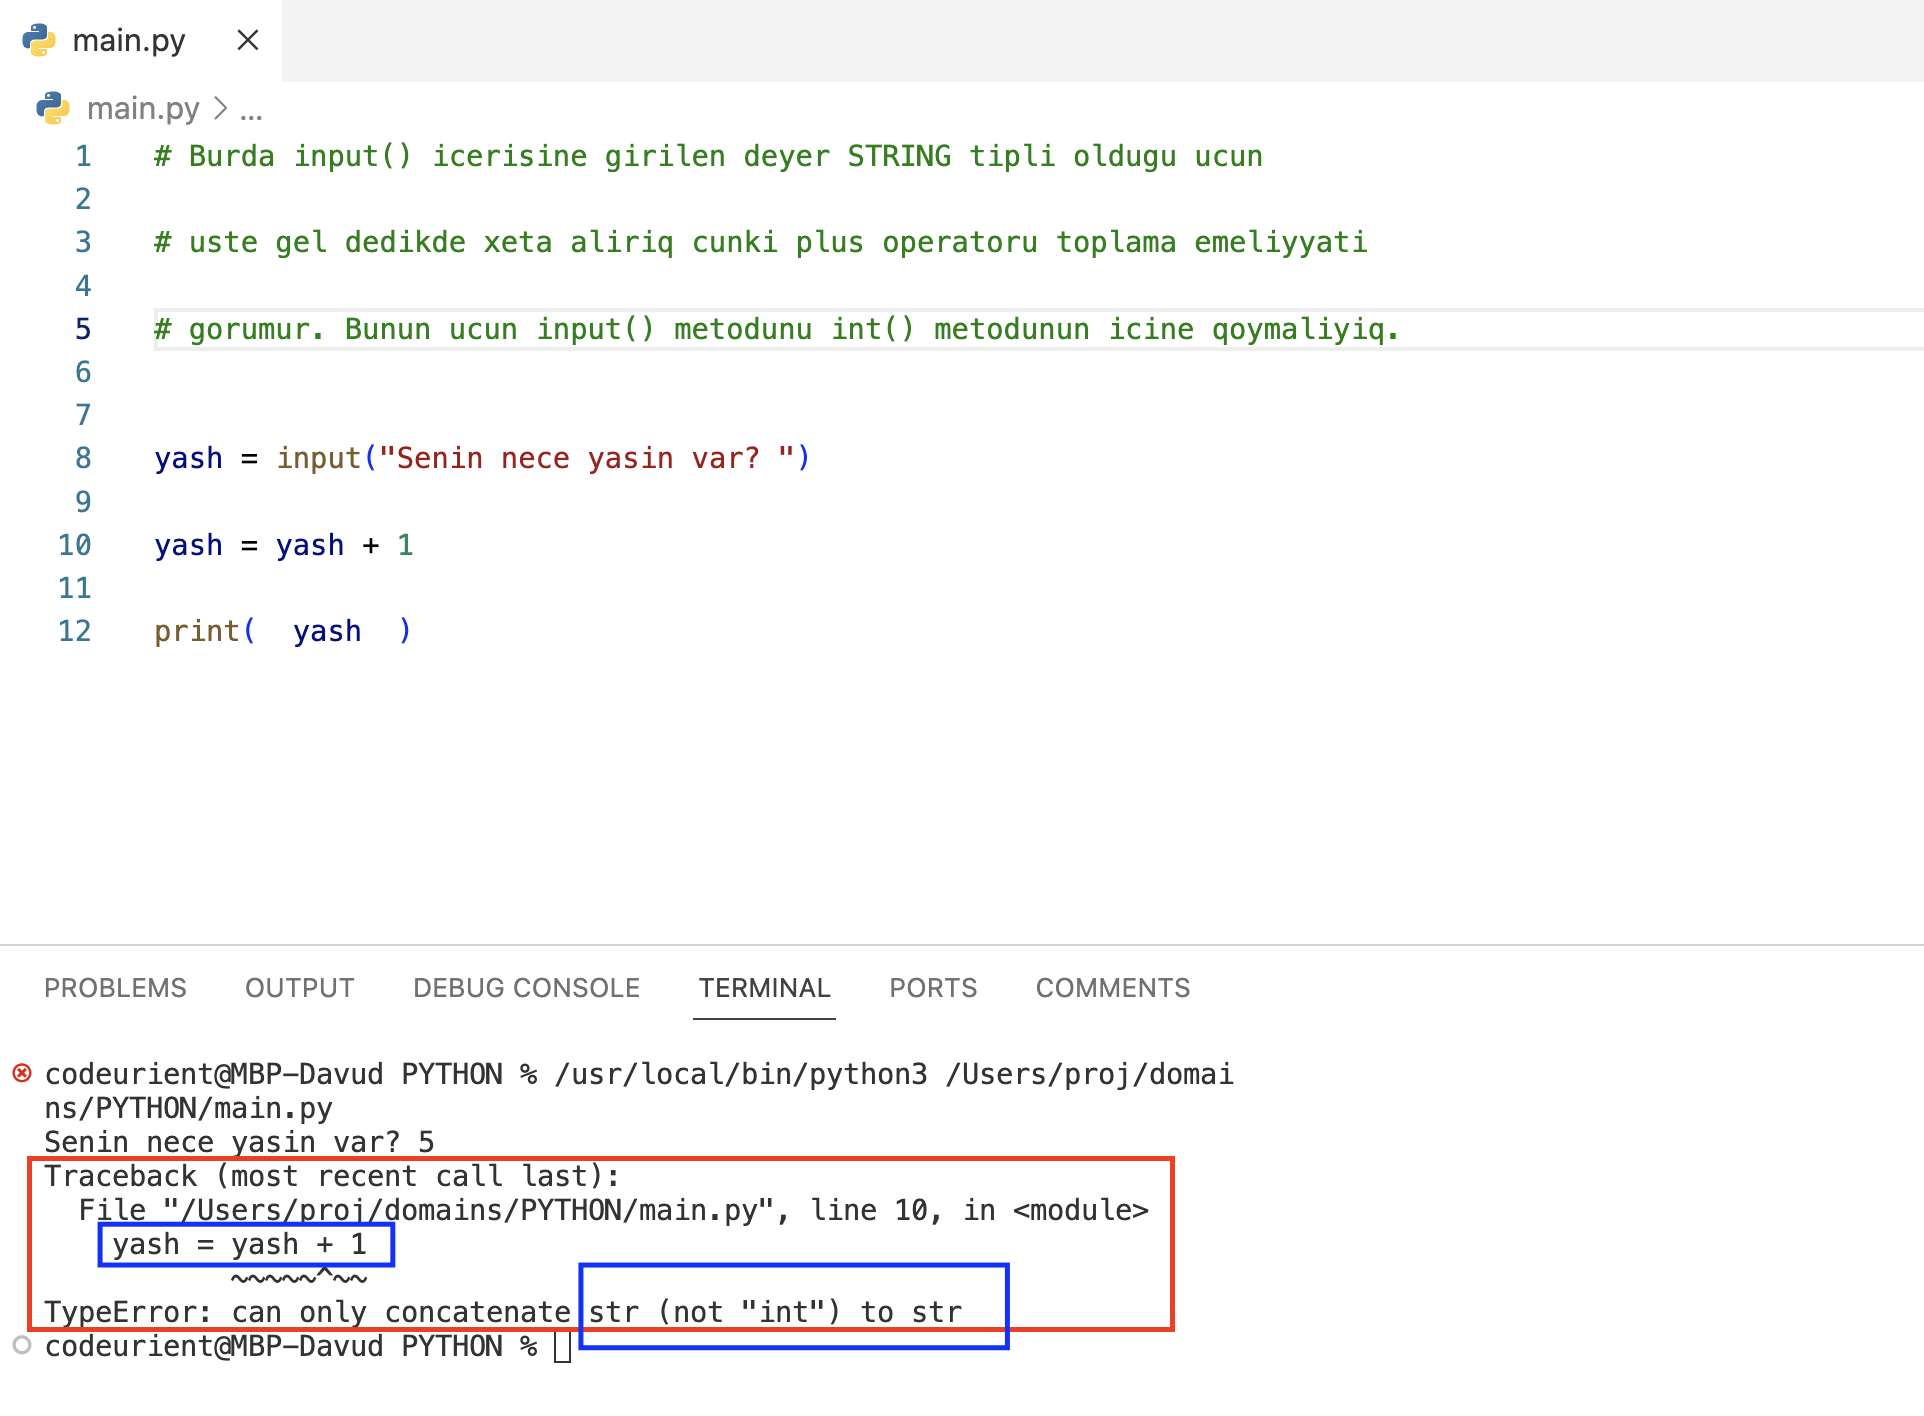 main.py
main.py > ...
1 # Burda input() icerisine girilen deyer STRING tipli oldugu ucun
2
3 # uste gel dedikde xeta aliriq cunki plus operatoru toplama emeliyyati
4
5 # gorumur. Bunun ucun input() metodunu int() metodunun icine qoymaliyiq.
6
7
8 yash = input("Senin nece yasin var? ")
9
10 yash = yash + 1
11
12 print(  yash  )
PROBLEMS OUTPUT DEBUG CONSOLE TERMINAL PORTS COMMENTS
codeurient@MBP-Davud PYTHON % /usr/local/bin/python3 /Users/proj/domai
ns/PYTHON/main.py
Senin nece yasin var? 5
Traceback (most recent call last):
  File "/Users/proj/domains/PYTHON/main.py", line 10, in <module>
    yash = yash + 1
           ~~~~~^~~
TypeError: can only concatenate str (not "int") to str
codeurient@MBP-Davud PYTHON %